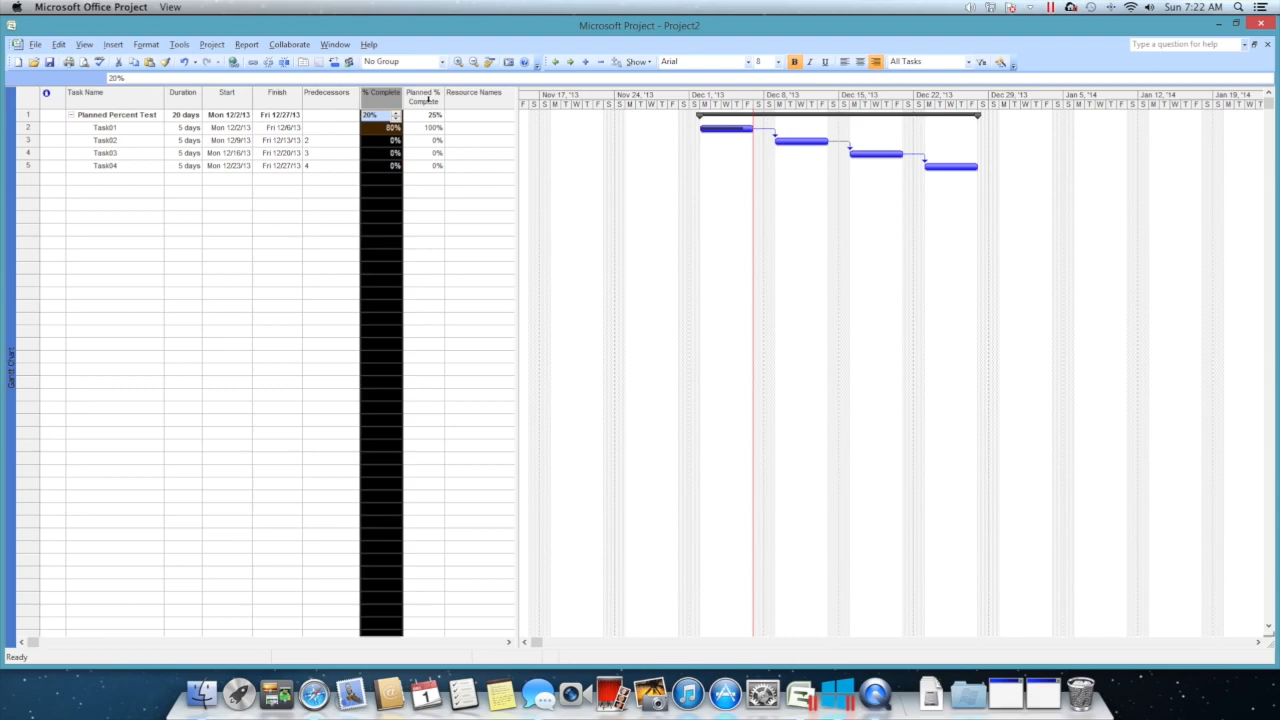 Microsoft Office Project View Sun 7:22 AM
Microsoft Project - Project2
File Edit View Insert Format Tools Project Report Collaborate Window Help Type a question for help
No Group Show Arial 8 B I U All Tasks
20%
Task Name Duration Start Finish Predecessors % Complete Planned % Complete Resource Names
Nov 17, '13 Nov 24, '13 Dec 1, '13 Dec 8, '13 Dec 15, '13 Dec 22, '13 Dec 29, '13 Jan 5, '14 Jan 12, '14 Jan 19, '14
F S S M T W T F S S M T W T F S S M T W T F S S M T W T F S S M T W T F S S M T W T F S S M T W T F S S M T W T F S S M T W T F S S M T W T F S S M T W T
1 Planned Percent Test 20 days Mon 12/2/13 Fri 12/27/13 20% 25%
2 Task01 5 days Mon 12/2/13 Fri 12/6/13 80% 100%
3 Task02 5 days Mon 12/9/13 Fri 12/13/13 2 0% 0%
4 Task03 5 days Mon 12/16/13 Fri 12/20/13 3 0% 0%
5 Task04 5 days Mon 12/23/13 Fri 12/27/13 4 0% 0%
Gantt Chart
Ready
1